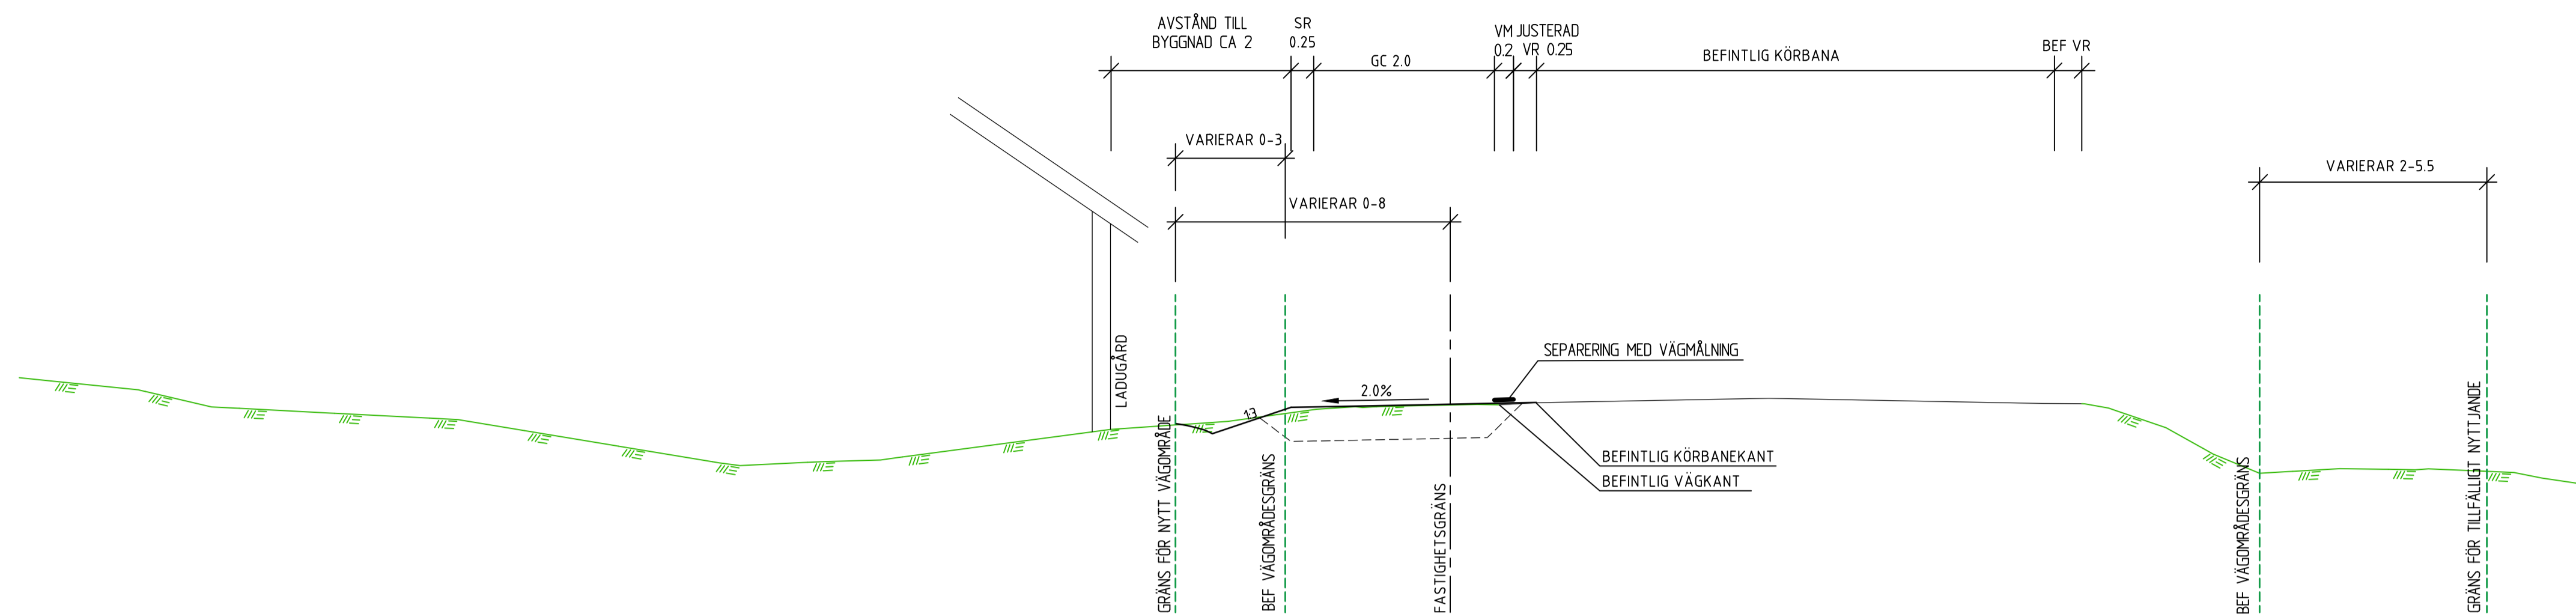 AVSTÅND TILL
BYGGNAD CA 2
SR
0.25
GC 2.0
VM
0.2
JUSTERAD
VR 0.25
BEFINTLIG KÖRBANA
BEF VR
VARIERAR 0-3
VARIERAR 2-5.5
VARIERAR 0-8
LADUGÅRD
SEPARERING MED VÄGMÅLNING
2.0%
1:3
BEFINTLIG KÖRBANEKANT
BEFINTLIG VÄGKANT
GRÄNS FÖR NYTT VÄGOMRÅDE
BEF VÄGOMRÅDESGRÄNS
FASTIGHETSGRÄNS
BEF VÄGOMRÅDESGRÄNS
GRÄNS FÖR TILLFÄLLIGT NYTTJANDE